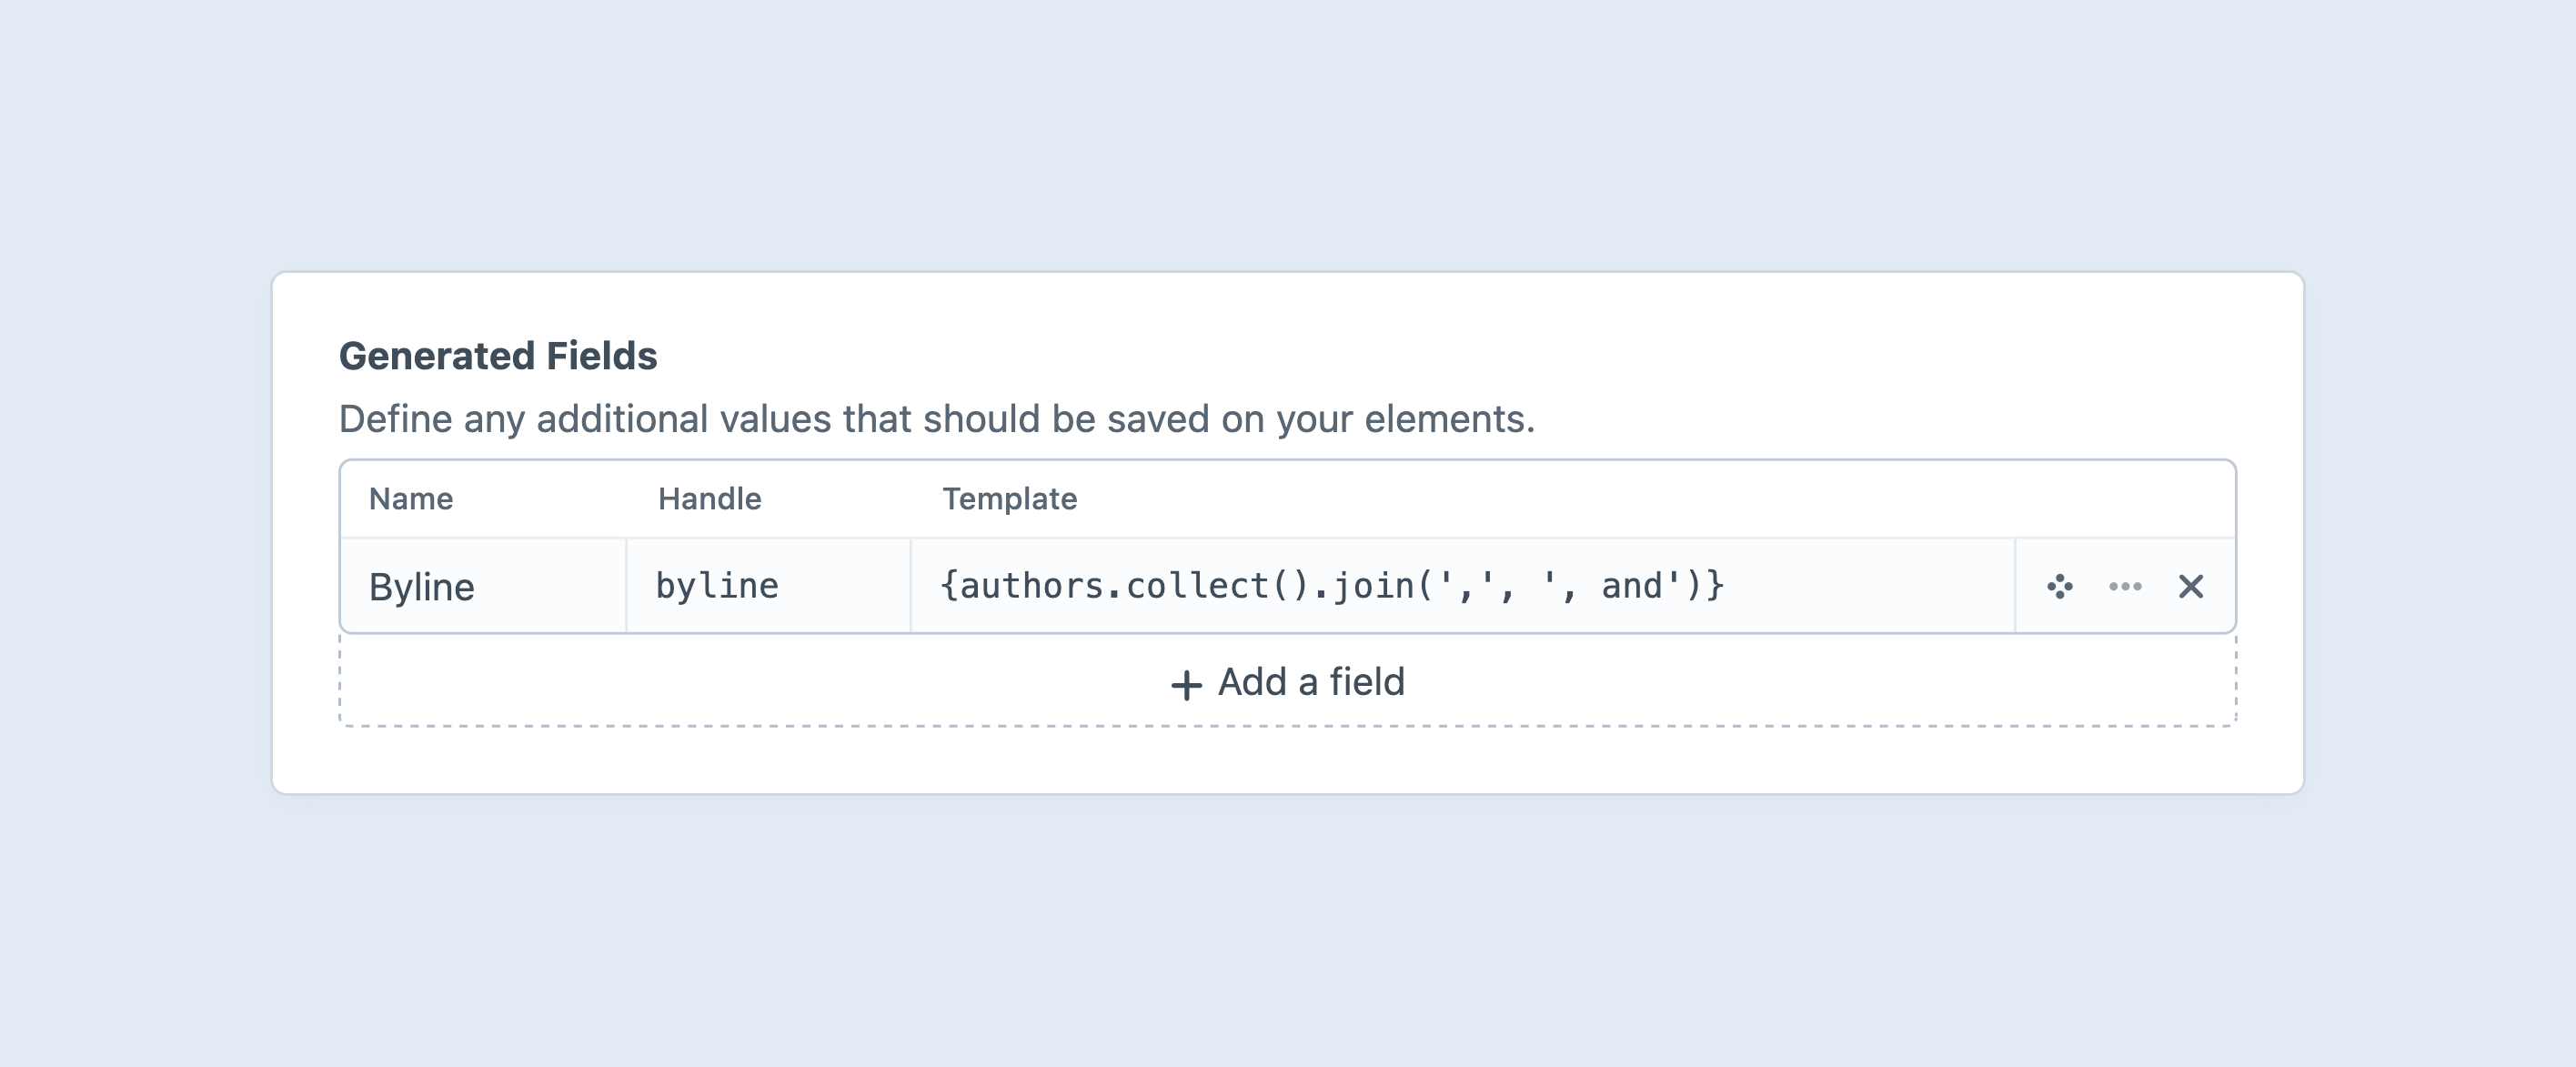 Generated Fields
Define any additional values that should be saved on your elements.
Name Handle Template
Byline byline {authors.collect().join(',', ', and')}
Add a field